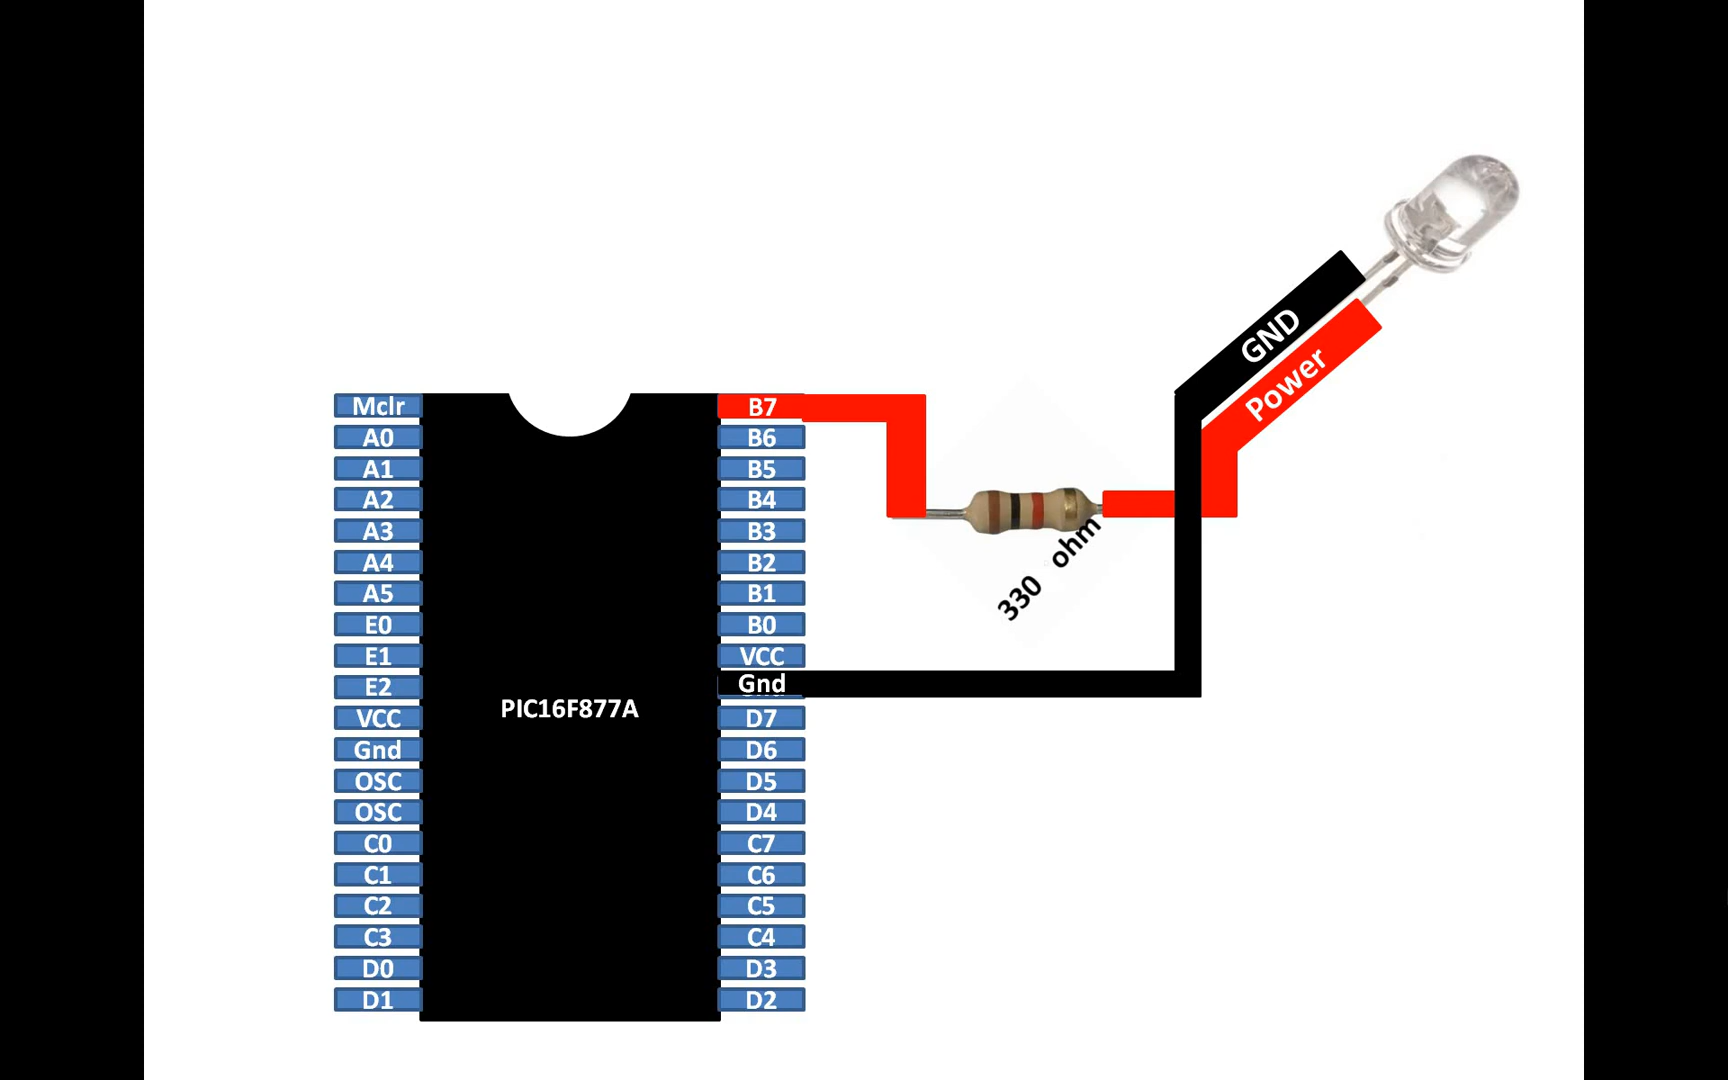 GND
Power
Mclr
A0
A1
A2
A3
A4
A5
E0
E1
E2
VCC
Gnd
OSC
OSC
C0
C1
C2
C3
D0
D1
PIC16F877A
B7
B6
B5
B4
B3
B2
B1
B0
VCC
Gnd
D7
D6
D5
D4
C7
C6
C5
C4
D3
D2
330 ohm